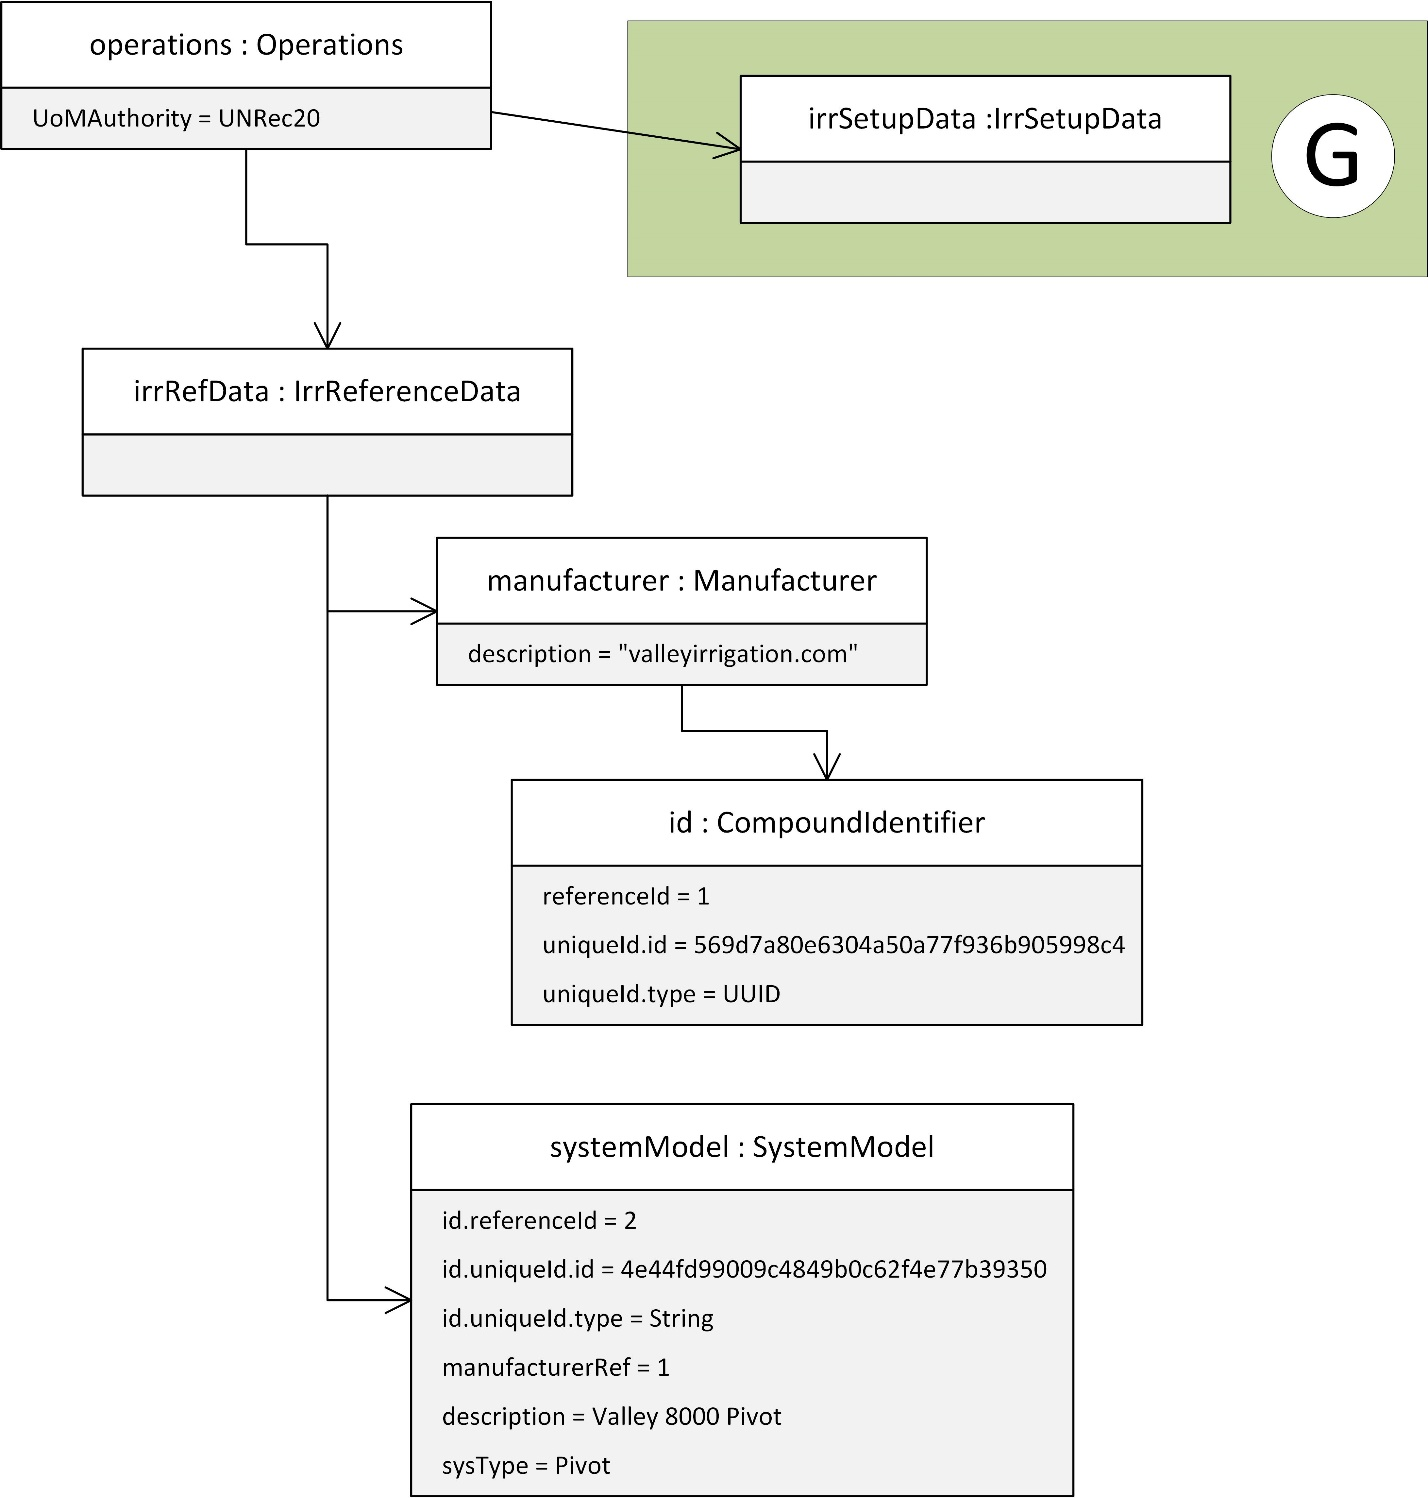 operations : Operations
UoMAuthority = UNRec20
irrSetupData :IrrSetupData
G
irrRefData : IrrReferenceData
manufacturer : Manufacturer
description = "valleyirrigation.com"
id : CompoundIdentifier
referenceId = 1
uniqueId.id = 569d7a80e6304a50a77f936b905998c4
uniqueId.type = UUID
systemModel : SystemModel
id.referenceId = 2
id.uniqueId.id = 4e44fd99009c4849b0c62f4e77b39350
id.uniqueId.type = String
manufacturerRef = 1
description = Valley 8000 Pivot
sysType = Pivot